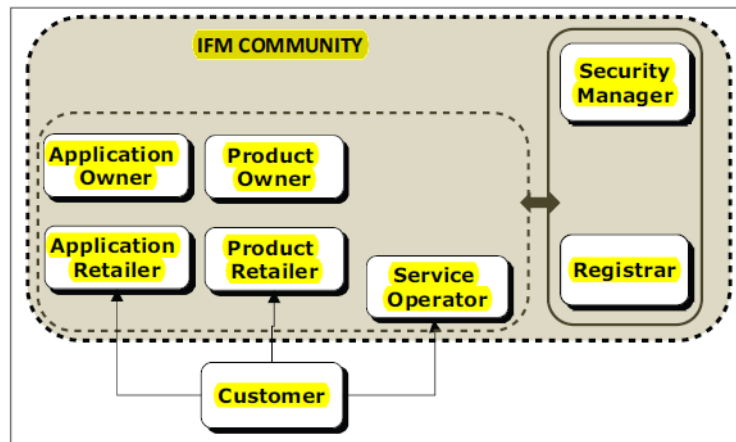 IFM COMMUNITY
Security
Manager
Application
Owner
Product
Owner
Application
Retailer
Product
Retailer
Service
Operator
Registrar
Customer